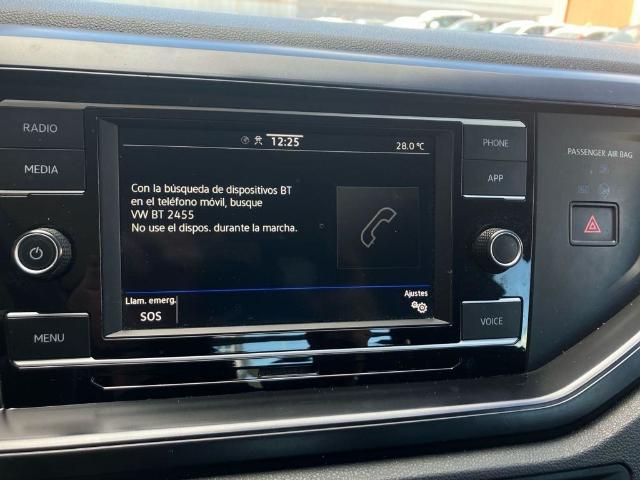 RADIO
MEDIA
MENU
PHONE
APP
VOICE
12:25
28.0 °C
Con la búsqueda de dispositivos BT
en el teléfono móvil, busque
VW BT 2455
No use el dispos. durante la marcha.
Llam. emerg.
SOS
Ajustes
PASSENGER AIR BAG